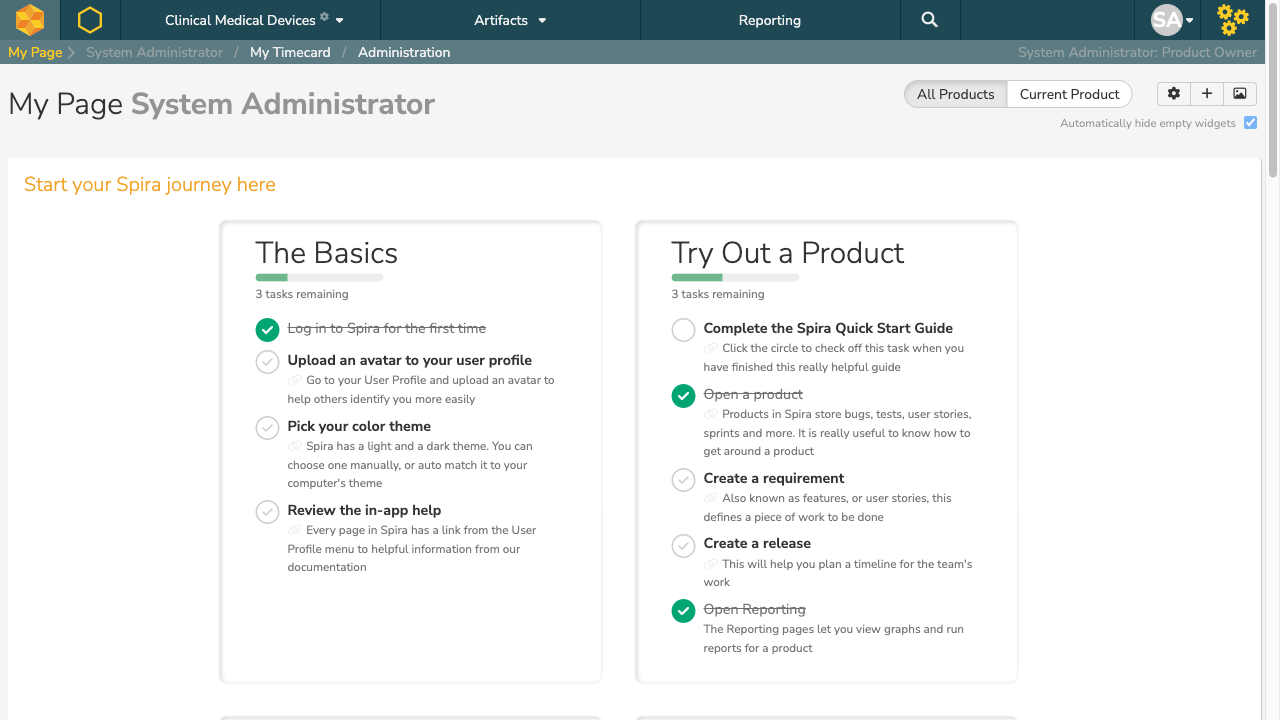 Clinical Medical Devices
Artifacts
Reporting
SA
My Page
System Administrator / My Timecard / Administration
System Administrator: Product Owner
My Page System Administrator
All Products
Current Product
Automatically hide empty widgets
Start your Spira journey here
The Basics
3 tasks remaining
Log in to Spira for the first time
Upload an avatar to your user profile
Go to your User Profile and upload an avatar to
help others identify you more easily
Pick your color theme
Spira has a light and a dark theme. You can
choose one manually, or auto match it to your
computer's theme
Review the in-app help
Every page in Spira has a link from the User
Profile menu to helpful information from our
documentation
Try Out a Product
3 tasks remaining
Complete the Spira Quick Start Guide
Click the circle to check off this task when you
have finished this really helpful guide
Open a product
Products in Spira store bugs, tests, user stories,
sprints and more. It is really useful to know how to
get around a product
Create a requirement
Also known as features, or user stories, this
defines a piece of work to be done
Create a release
This will help you plan a timeline for the team's
work
Open Reporting
The Reporting pages let you view graphs and run
reports for a product